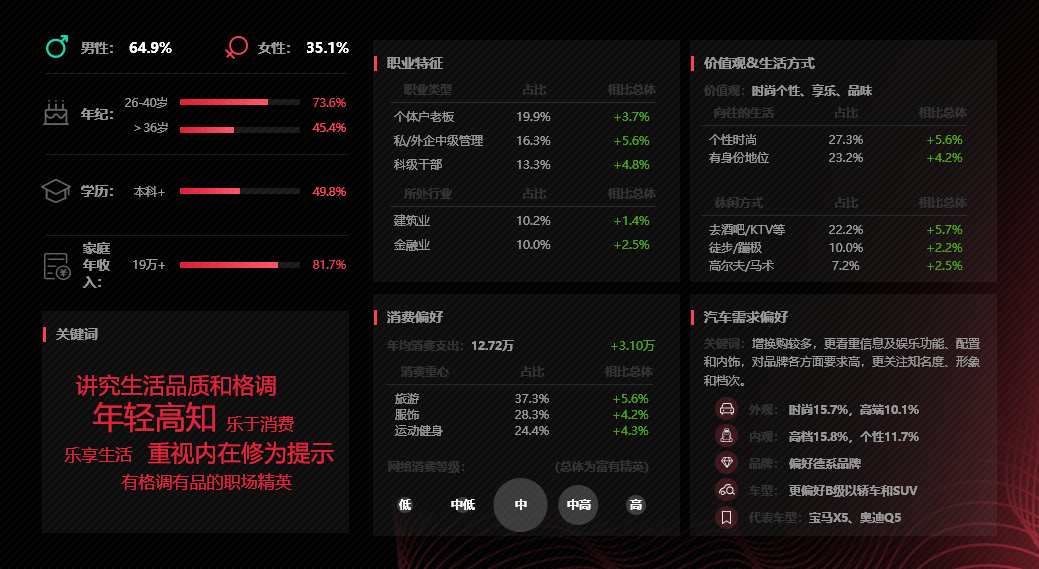 男性： 64.9% 女性： 35.1%
年纪：
26-40岁 73.6%
＞36岁 45.4%
学历： 本科+ 49.8%
家庭
年收
入：
19万+ 81.7%
关键词
讲究生活品质和格调
年轻高知 乐于消费
乐享生活 重视内在修为提示
有格调有品的职场精英
职业特征
职业类型 占比 相比总体
个体户老板 19.9% +3.7%
私/外企中级管理 16.3% +5.6%
科级干部 13.3% +4.8%
所处行业 占比 相比总体
建筑业 10.2% +1.4%
金融业 10.0% +2.5%
消费偏好
年均消费支出：12.72万 +3.10万
消费重心 占比 相比总体
旅游 37.3% +5.6%
服饰 28.3% +4.2%
运动健身 24.4% +4.3%
网络消费等级： (总体为富有精英)
低 中低 中 中高 高
价值观&生活方式
价值观：时尚个性、享乐、品味
向往的生活 占比 相比总体
个性时尚 27.3% +5.6%
有身份地位 23.2% +4.2%
休闲方式 占比 相比总体
去酒吧/KTV等 22.2% +5.7%
徒步/蹦极 10.0% +2.2%
高尔夫/马术 7.2% +2.5%
汽车需求偏好
关键词：增换购较多，更看重信息及娱乐功能、配置
和内饰，对品牌各方面要求高，更关注知名度、形象
和档次。
外观： 时尚15.7%，高端10.1%
内观： 高档15.8%，个性11.7%
品牌： 偏好德系品牌
车型： 更偏好B级以轿车和SUV
代表车型：宝马X5、奥迪Q5